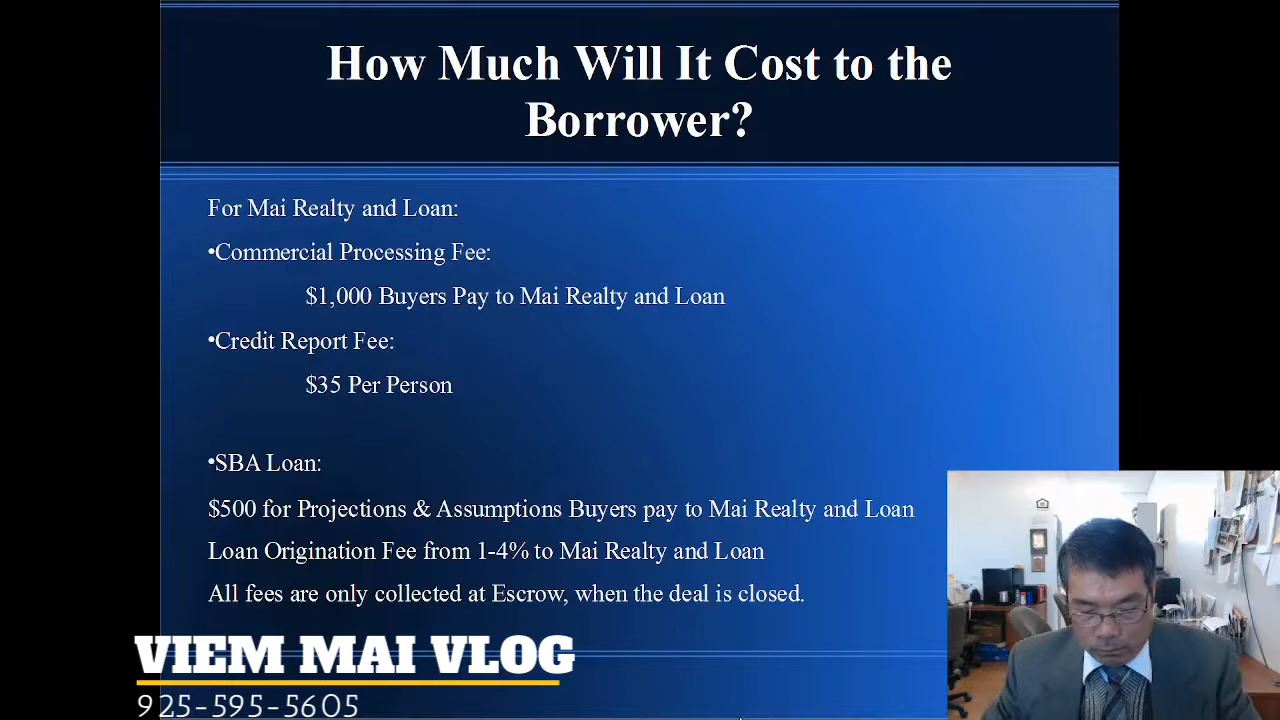 How Much Will It Cost to the
Borrower?
For Mai Realty and Loan:
•Commercial Processing Fee:
$1,000 Buyers Pay to Mai Realty and Loan
•Credit Report Fee:
$35 Per Person
•SBA Loan:
$500 for Projections & Assumptions Buyers pay to Mai Realty and Loan
Loan Origination Fee from 1-4% to Mai Realty and Loan
All fees are only collected at Escrow, when the deal is closed.
VIEM MAI VLOG
925-595-5605